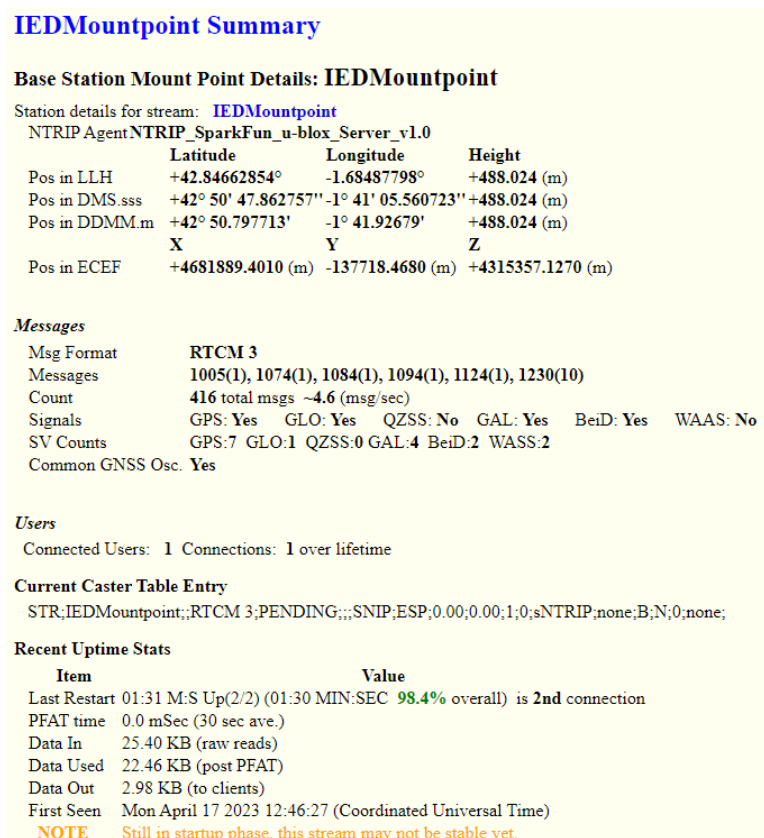 IEDMountpoint Summary
Base Station Mount Point Details: IEDMountpoint
Station details for stream: IEDMountpoint
NTRIP Agent NTRIP_SparkFun_u-blox_Server_v1.0
Latitude Longitude Height
Pos in LLH +42.84662854° -1.68487798° +488.024 (m)
Pos in DMS.sss +42° 50' 47.862757'' -1° 41' 05.560723'' +488.024 (m)
Pos in DDMM.m +42° 50.797713' -1° 41.92679' +488.024 (m)
X Y Z
Pos in ECEF +4681889.4010 (m) -137718.4680 (m) +4315357.1270 (m)
Messages
Msg Format RTCM 3
Messages 1005(1), 1074(1), 1084(1), 1094(1), 1124(1), 1230(10)
Count 416 total msgs ~4.6 (msg/sec)
Signals GPS: Yes GLO: Yes QZSS: No GAL: Yes BeiD: Yes WAAS: No
SV Counts GPS:7 GLO:1 QZSS:0 GAL:4 BeiD:2 WASS:2
Common GNSS Osc. Yes
Users
Connected Users: 1 Connections: 1 over lifetime
Current Caster Table Entry
STR;IEDMountpoint;;RTCM 3;PENDING;;;SNIP;ESP;0.00;0.00;1;0;sNTRIP;none;B;N;0;none;
Recent Uptime Stats
Item Value
Last Restart 01:31 M:S Up(2/2) (01:30 MIN:SEC 98.4% overall) is 2nd connection
PFAT time 0.0 mSec (30 sec ave.)
Data In 25.40 KB (raw reads)
Data Used 22.46 KB (post PFAT)
Data Out 2.98 KB (to clients)
First Seen Mon April 17 2023 12:46:27 (Coordinated Universal Time)
NOTE Still in startup phase, this stream may not be stable yet.